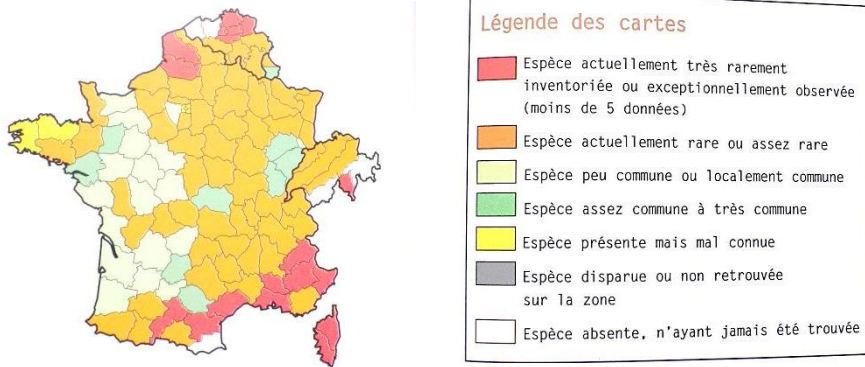 Légende des cartes
Espèce actuellement très rarement
inventoriée ou exceptionnellement observée
(moins de 5 données)
Espèce actuellement rare ou assez rare
Espèce peu commune ou localement commune
Espèce assez commune à très commune
Espèce présente mais mal connue
Espèce disparue ou non retrouvée
sur la zone
Espèce absente, n'ayant jamais été trouvée